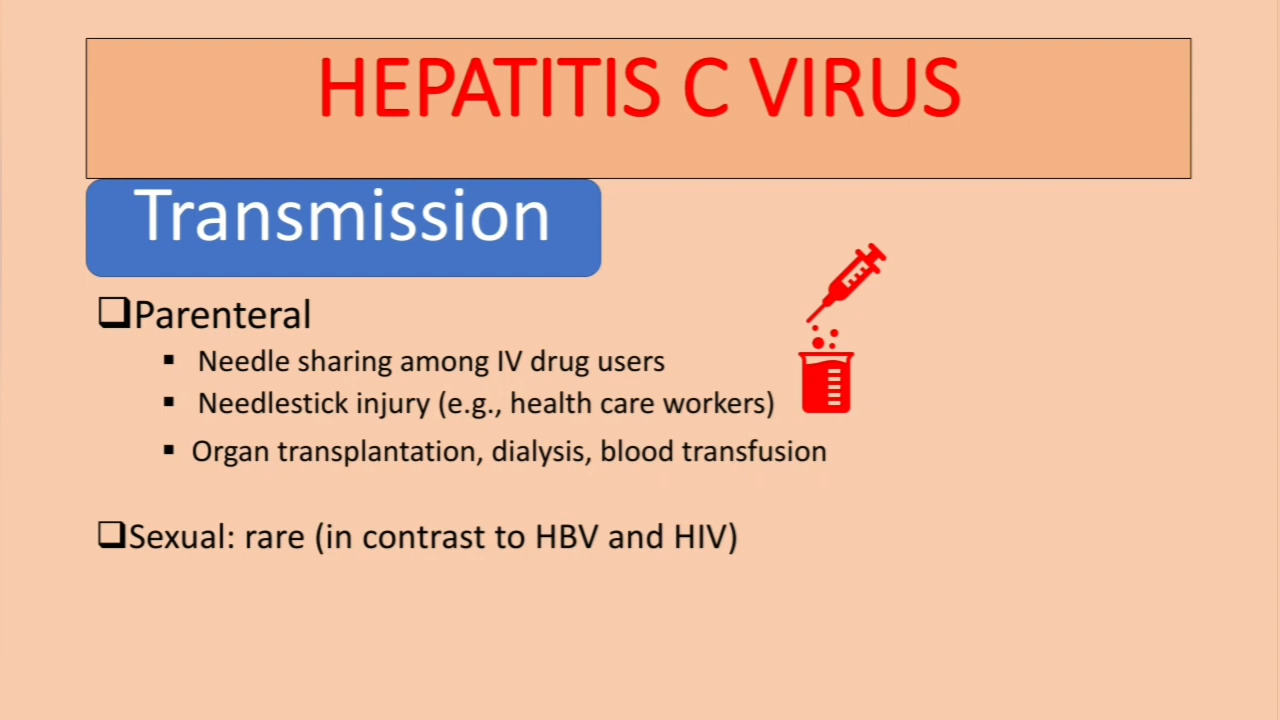 HEPATITIS C VIRUS
Transmission
❑Parenteral
▪ Needle sharing among IV drug users
▪ Needlestick injury (e.g., health care workers)
▪ Organ transplantation, dialysis, blood transfusion
❑Sexual: rare (in contrast to HBV and HIV)